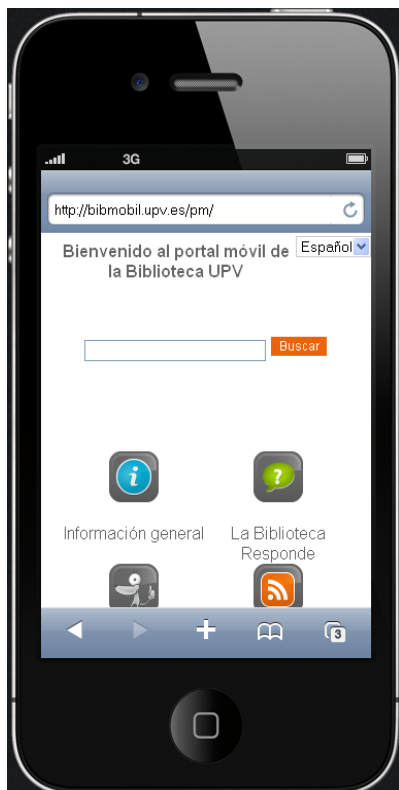 3G
http://bibmobil.upv.es/pm/
Bienvenido al portal móvil de
la Biblioteca UPV
Español
Buscar
i
?
Información general
La Biblioteca
Responde
3